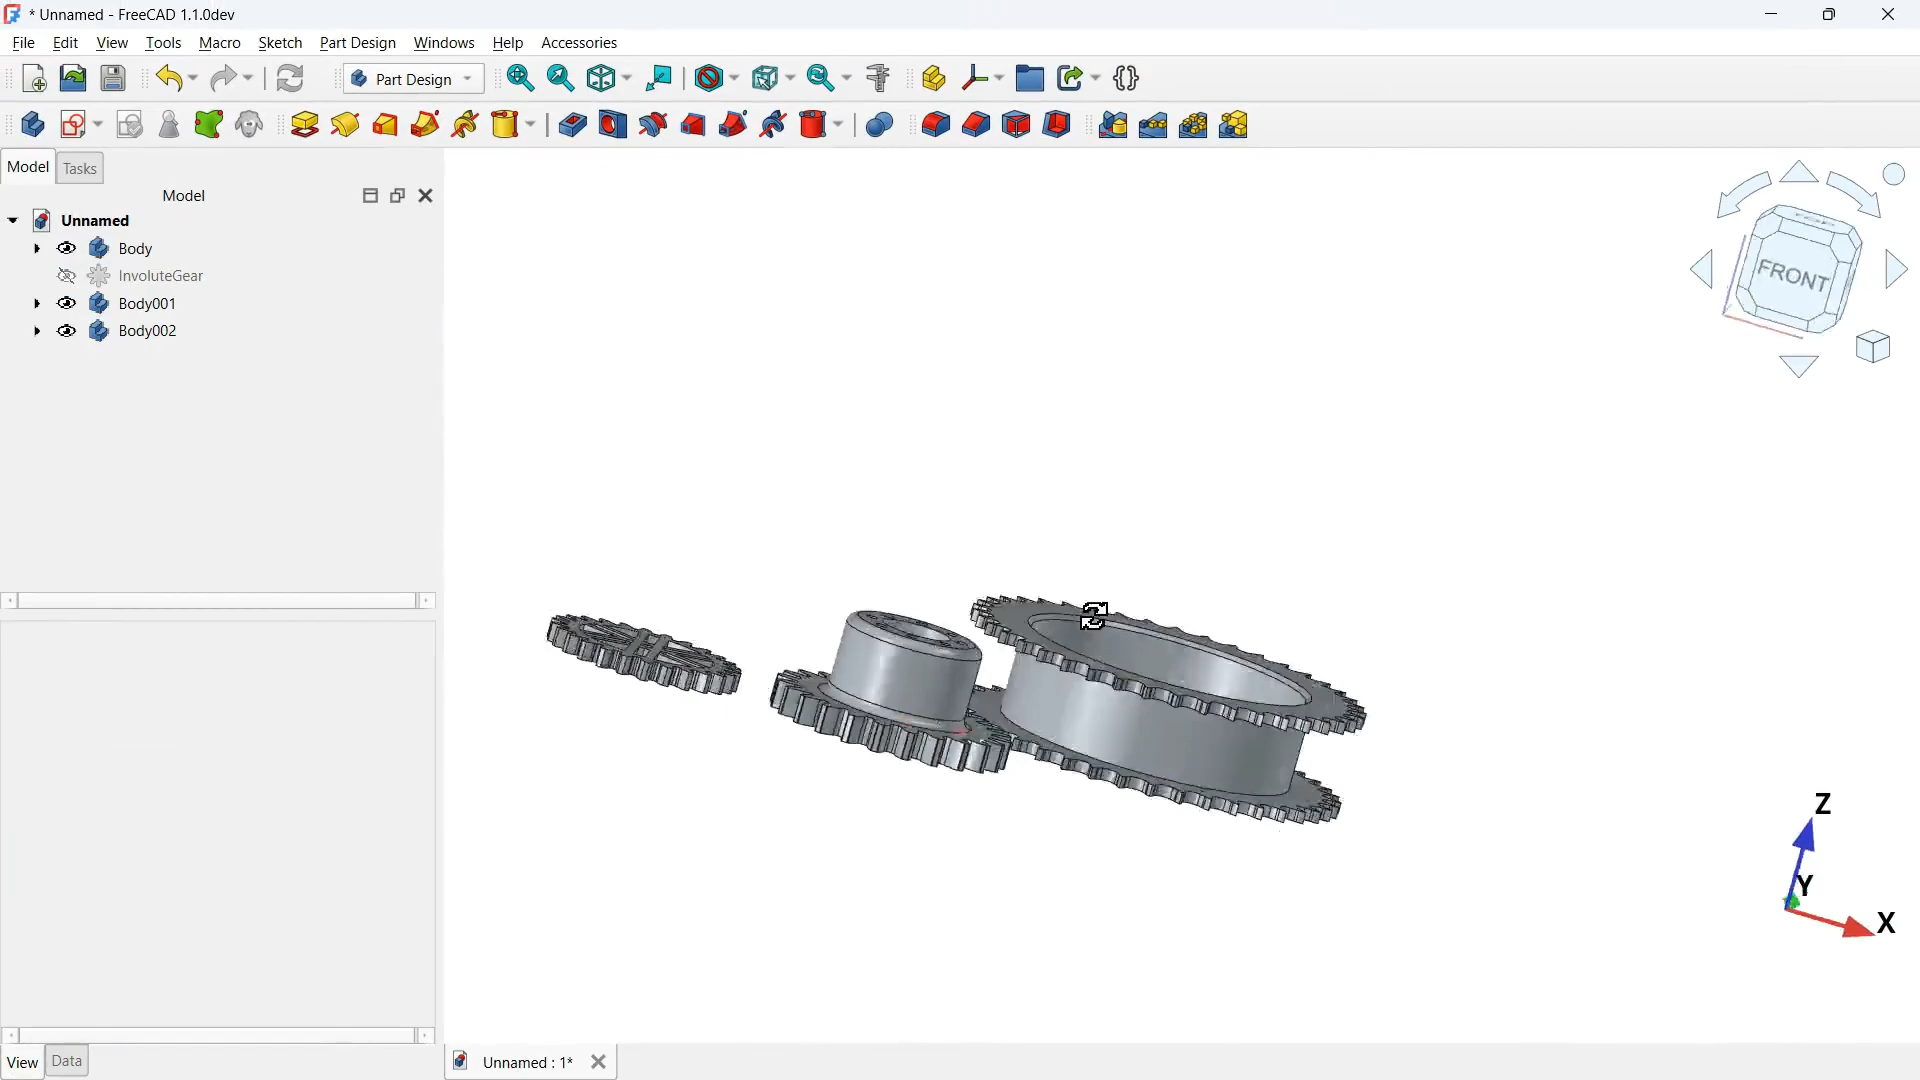 * Unnamed - FreeCAD 1.1.0dev
File Edit View Tools Macro Sketch Part Design Windows Help Accessories
Part Design
Model Tasks
Model
Unnamed
Body
InvoluteGear
Body001
Body002
TOP
FRONT
Z
Y
X
View Data
Unnamed : 1*